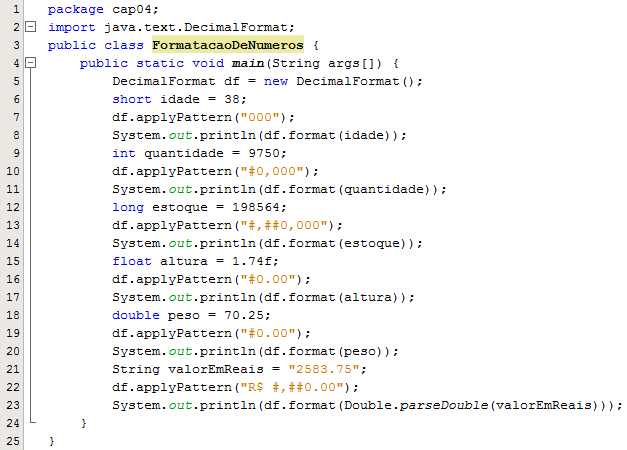 1 package cap04;
2 import java.text.DecimalFormat;
3 public class FormatacaoDeNumeros {
4 public static void main(String args[]) {
5 DecimalFormat df = new DecimalFormat();
6 short idade = 38;
7 df.applyPattern("000");
8 System.out.println(df.format(idade));
9 int quantidade = 9750;
10 df.applyPattern("#0,000");
11 System.out.println(df.format(quantidade));
12 long estoque = 198564;
13 df.applyPattern("#,##0,000");
14 System.out.println(df.format(estoque));
15 float altura = 1.74f;
16 df.applyPattern("#0.00");
17 System.out.println(df.format(altura));
18 double peso = 70.25;
19 df.applyPattern("#0.00");
20 System.out.println(df.format(peso));
21 String valorEmReais = "2583.75";
22 df.applyPattern("R$ #,##0.00");
23 System.out.println(df.format(Double.parseDouble(valorEmReais)));
24 }
25 }